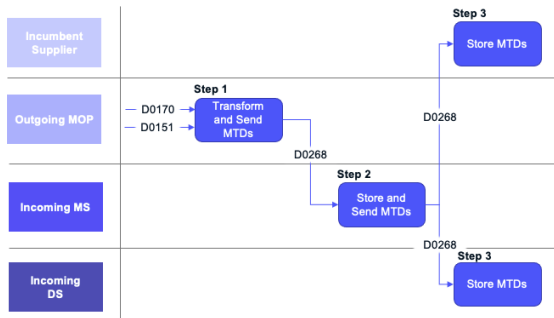 Step 3
Incumbent
Supplier
Store MTDs
Step 1
Outgoing MOP
D0170
D0151
Transform
and Send
MTDs
D0268
D0268
Step 2
Incoming MS
Store and
Send MTDs
D0268
Step 3
Incoming
DS
Store MTDs